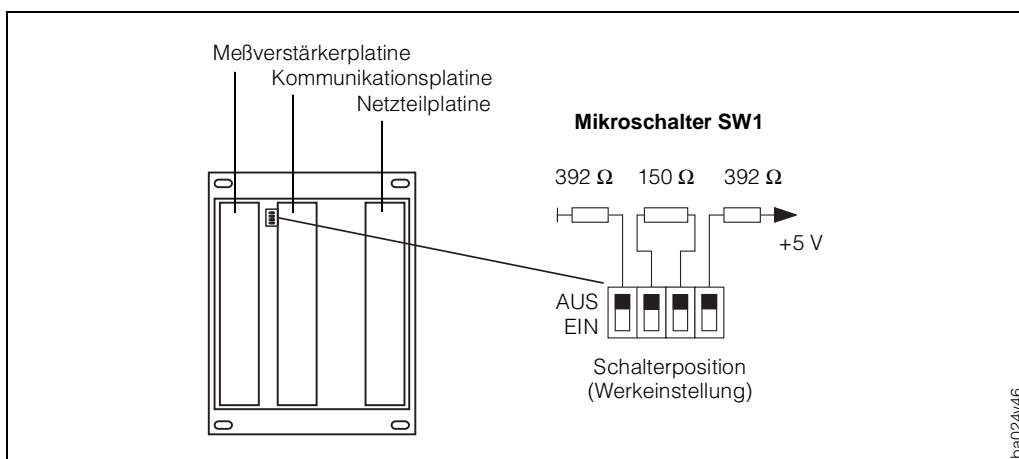 Meßverstärkerplatine
Kommunikationsplatine
Netzteilplatine
Mikroschalter SW1
392 Ω 150 Ω 392 Ω
+5 V
AUS
EIN
Schalterposition
(Werkeinstellung)
ba024y46